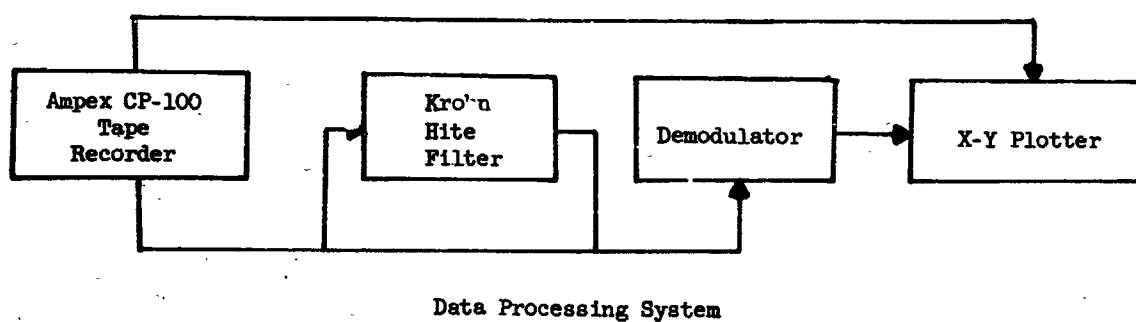 Ampex CP-100
Tape
Recorder
Hite
Filter
Demodulator
X-Y Plotter
Data Processing System